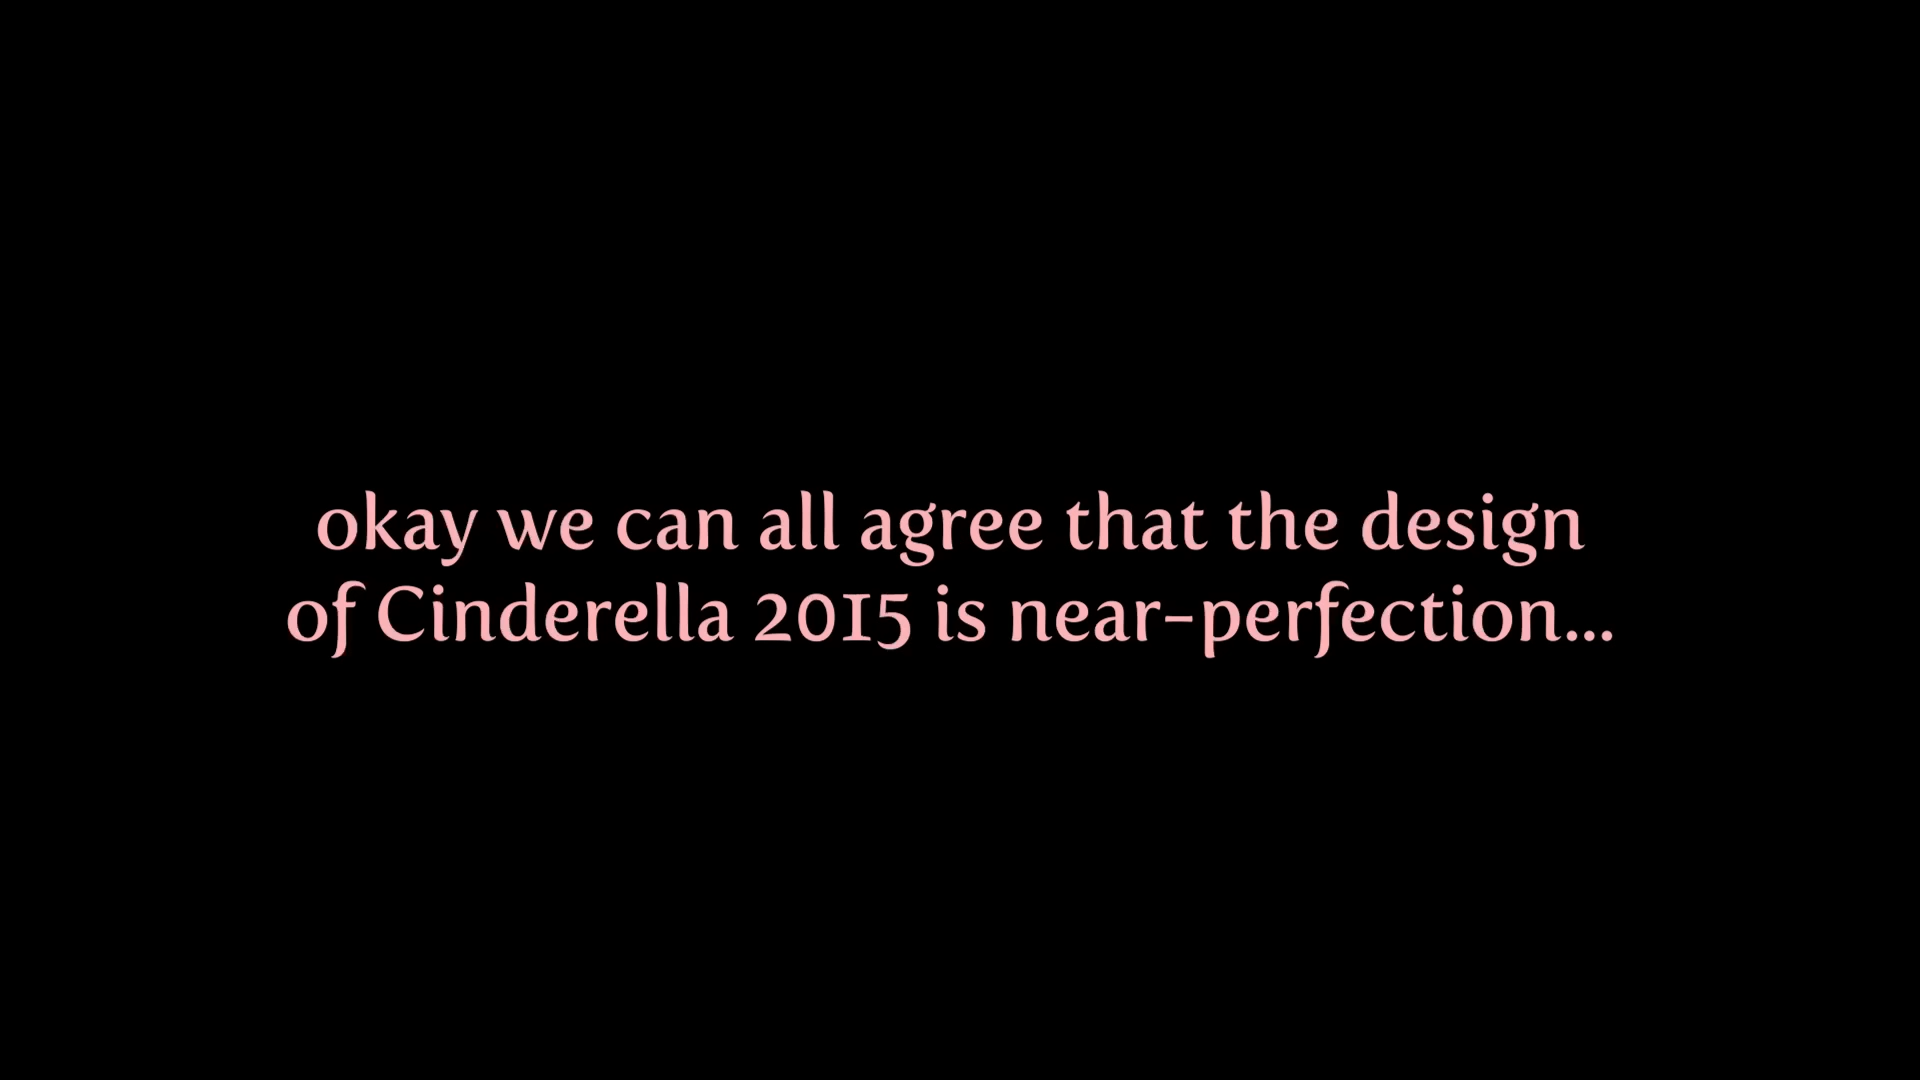 okay we can all agree that the design
of Cinderella 2015 is near-perfection...